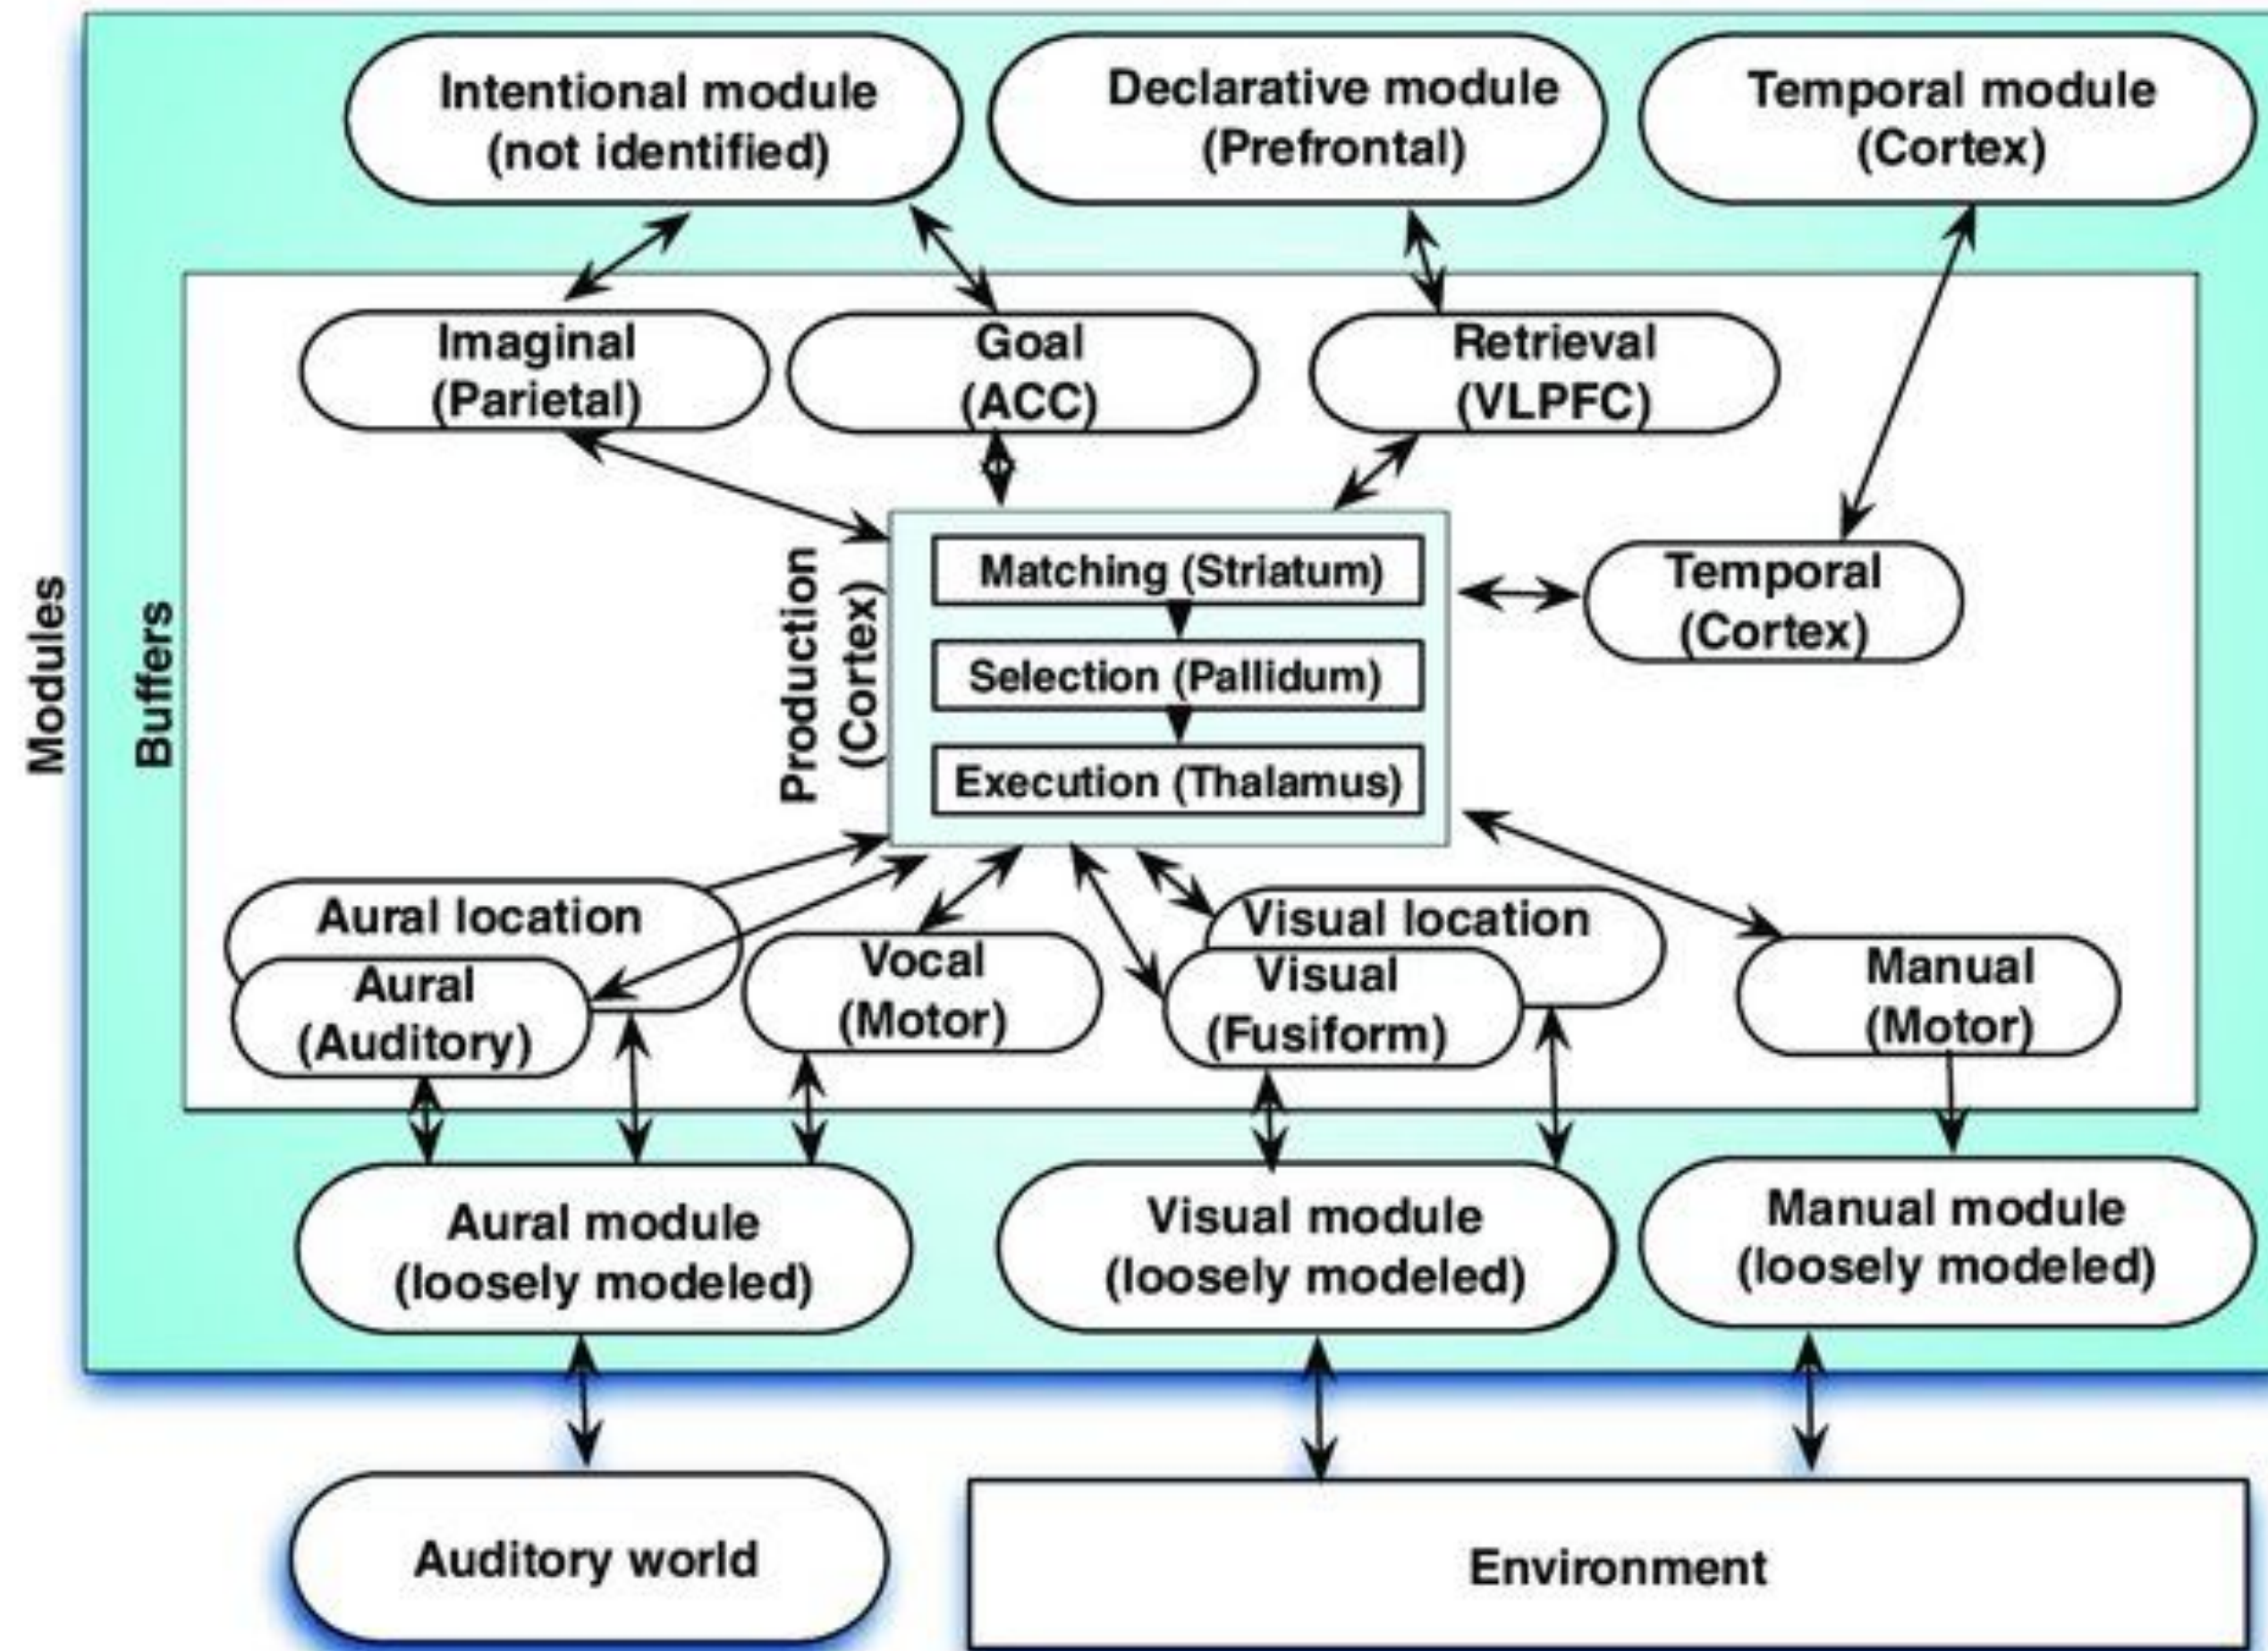 Intentional module
(not identified)
Declarative module
(Prefrontal)
Temporal module
(Cortex)
Modules
Buffers
Imaginal
(Parietal)
Goal
(ACC)
Retrieval
(VLPFC)
Production
(Cortex)
Matching (Striatum)
Selection (Pallidum)
Execution (Thalamus)
Temporal
(Cortex)
Aural location
Aural
(Auditory)
Vocal
(Motor)
Visual location
Visual
(Fusiform)
Manual
(Motor)
Aural module
(loosely modeled)
Visual module
(loosely modeled)
Manual module
(loosely modeled)
Auditory world
Environment